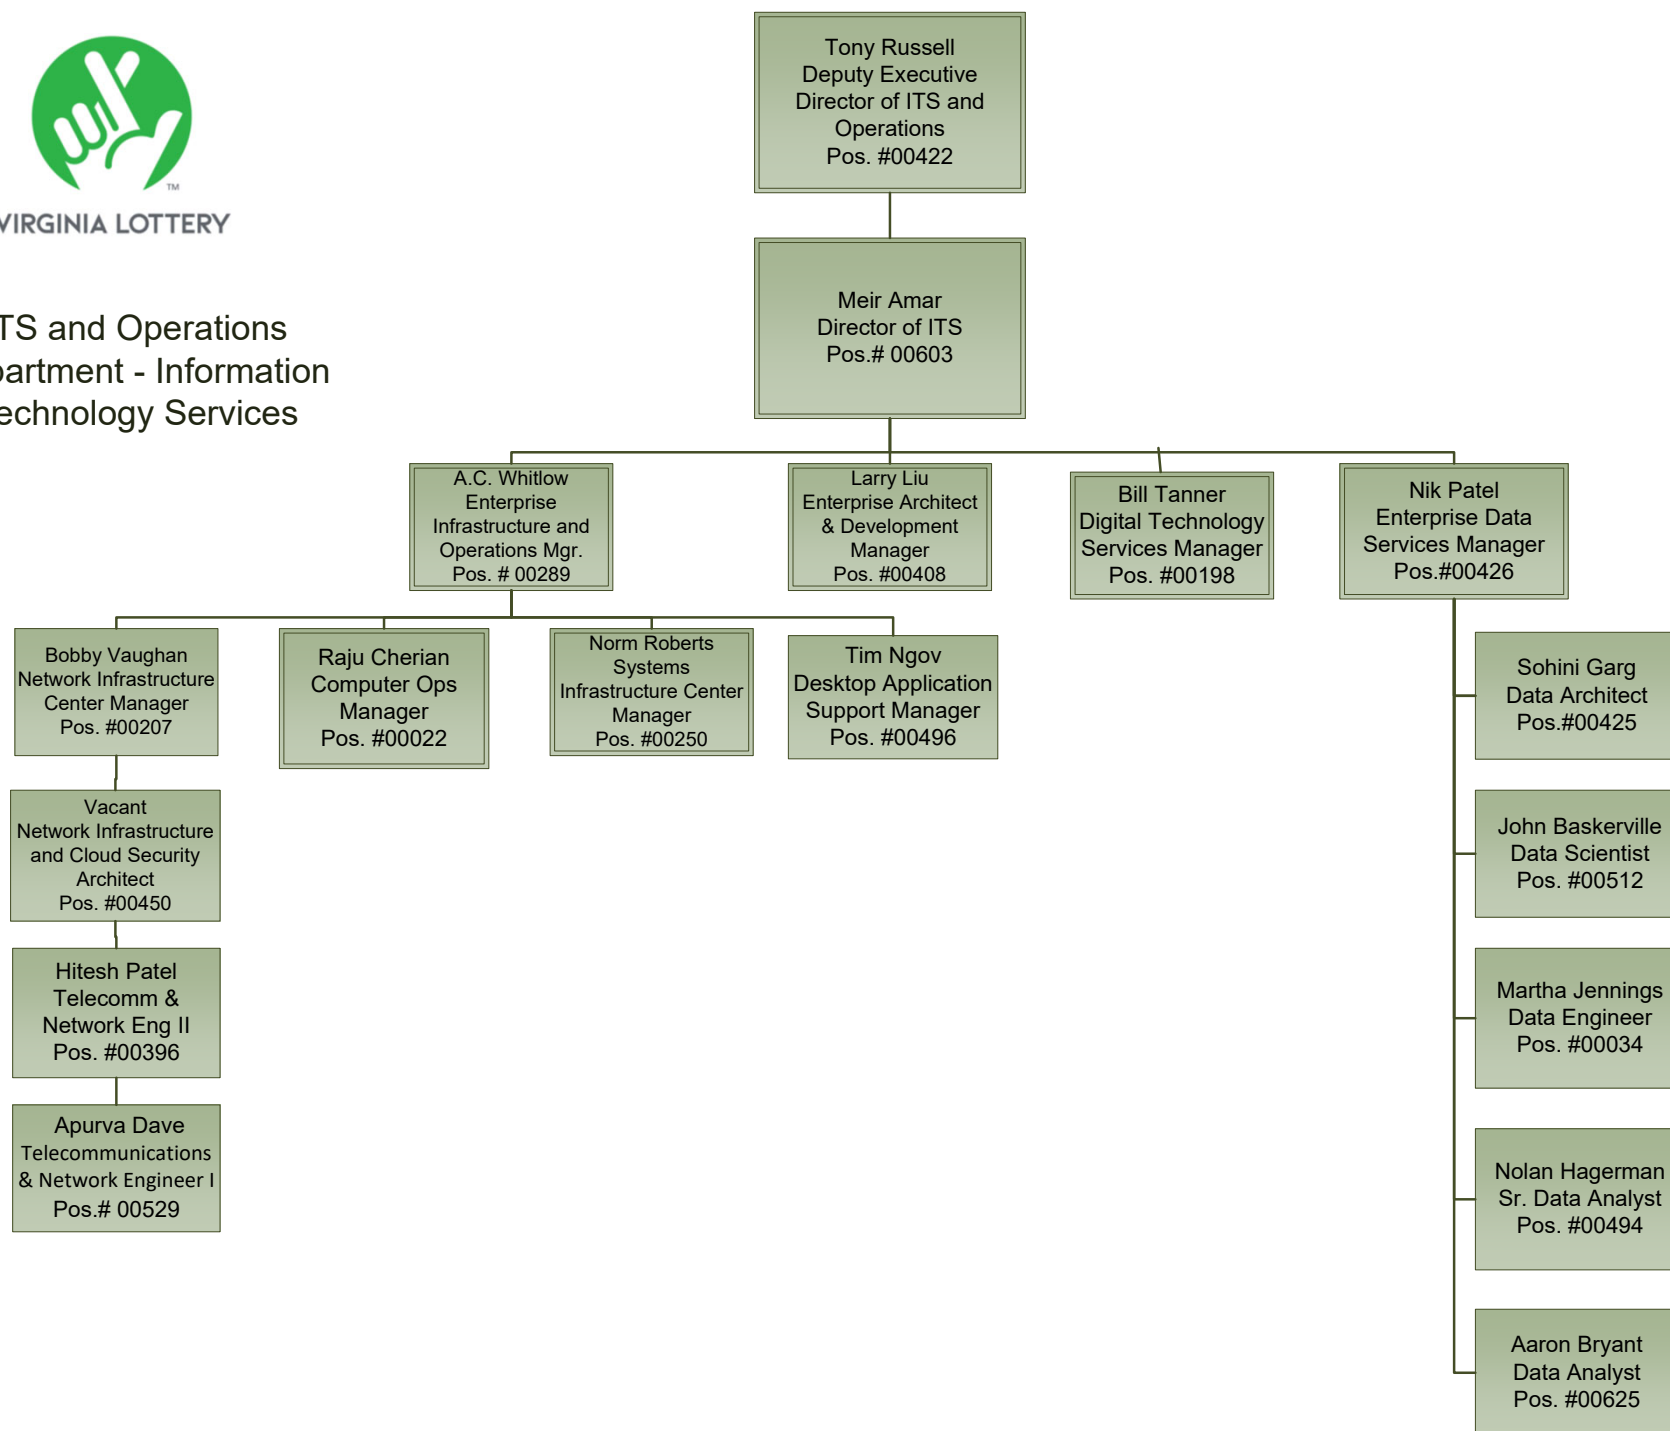 Tony Russell
Deputy Executive
Director of ITS and
Operations
Pos. #00422
TM
VIRGINIA LOTTERY
Meir Amar
Director of ITS
Pos.# 00603
TS and Operations
partment - Information
echnology Services
A.C. Whitlow
Enterprise
Infrastructure and
Operations Mgr.
Pos. # 00289
Larry Liu
Enterprise Architect
& Development
Manager
Pos. #00408
Bill Tanner
Digital Technology
Services Manager
Pos. #00198
Nik Patel
Enterprise Data
Services Manager
Pos.#00426
Bobby Vaughan
Network Infrastructure
Center Manager
Pos. #00207
Raju Cherian
Computer Ops
Manager
Pos. #00022
Norm Roberts
Systems
Infrastructure Center
Manager
Pos. #00250
Tim Ngov
Desktop Application
Support Manager
Pos. #00496
Sohini Garg
Data Architect
Pos.#00425
Vacant
Network Infrastructure
and Cloud Security
Architect
Pos. #00450
John Baskerville
Data Scientist
Pos. #00512
Hitesh Patel
Telecomm &
Network Eng II
Pos. #00396
Martha Jennings
Data Engineer
Pos. #00034
Apurva Dave
Telecommunications
& Network Engineer I
Pos.# 00529
Nolan Hagerman
Sr. Data Analyst
Pos. #00494
Aaron Bryant
Data Analyst
Pos. #00625